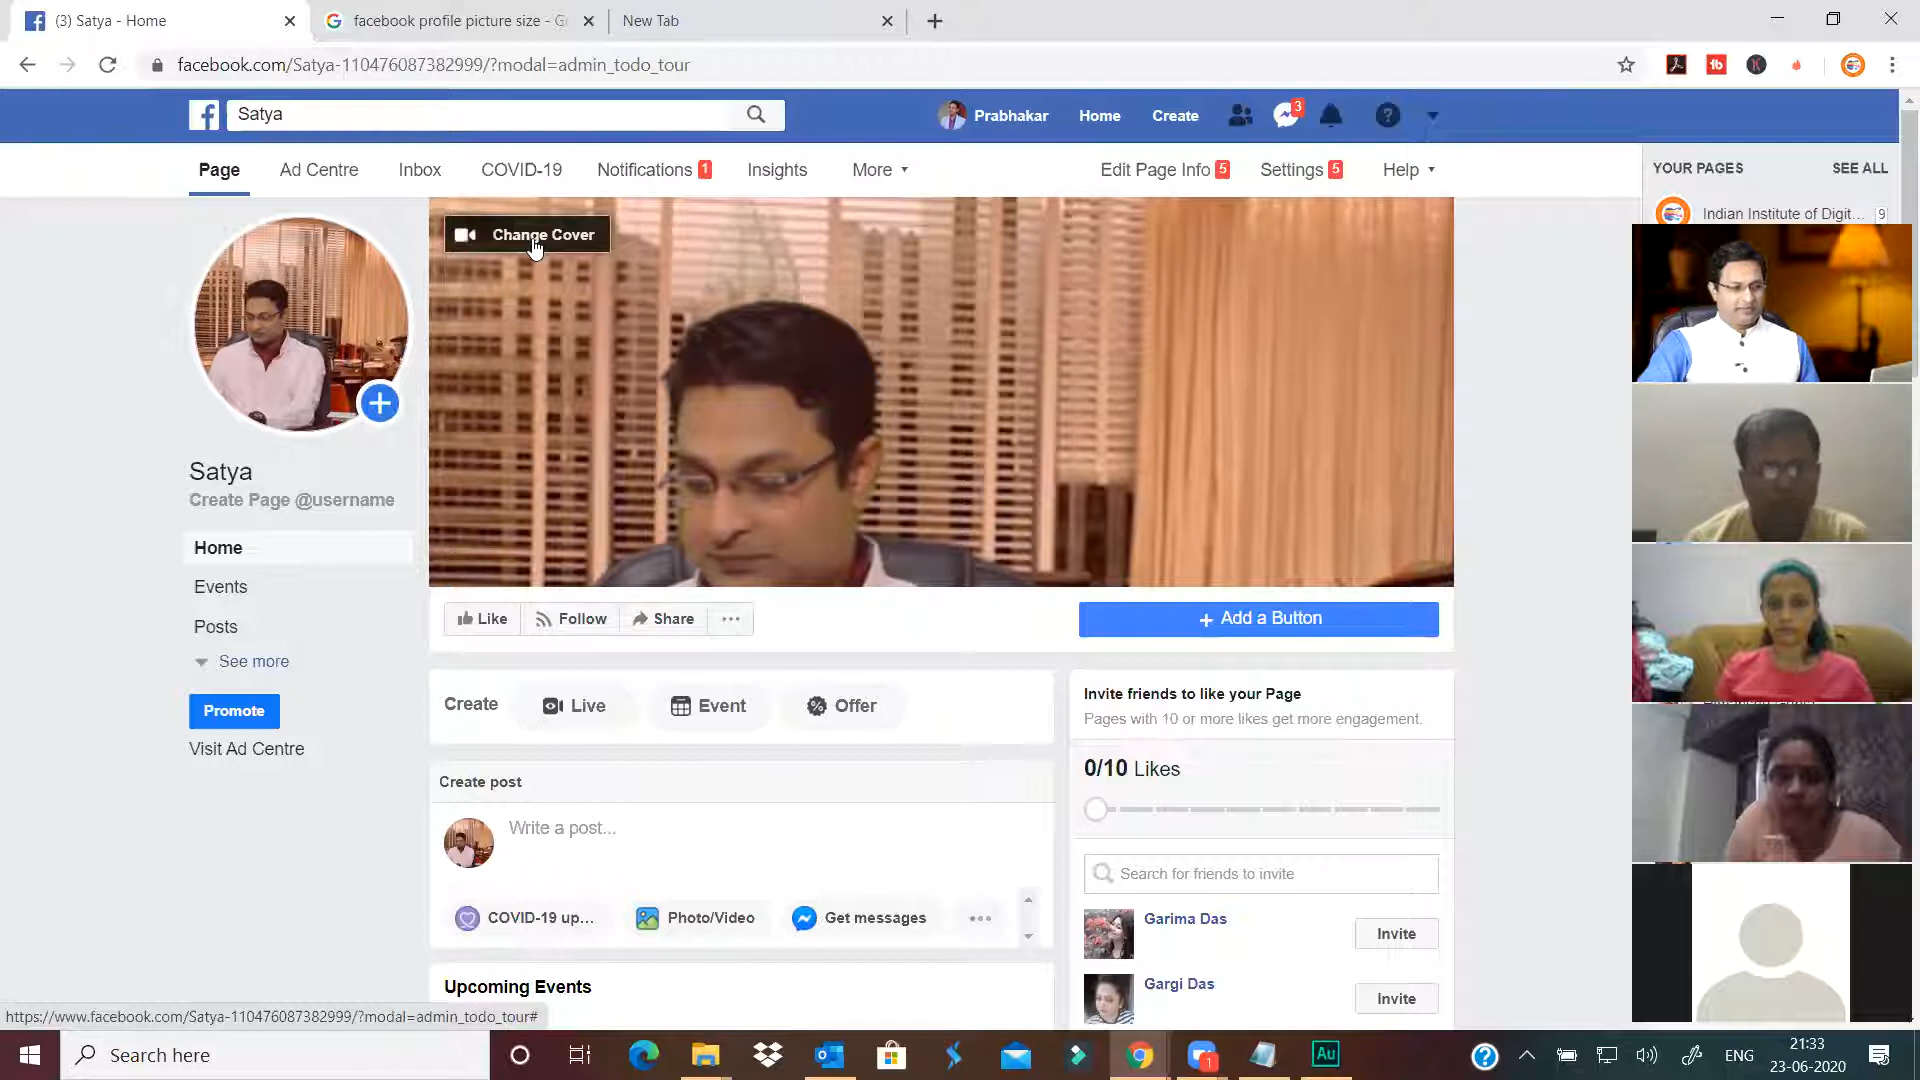 (3) Satya - Home
facebook profile picture size - G
New Tab
facebook.com/Satya-110476087382999/?modal=admin_todo_tour
Satya
Prabhakar
Home
Create
3
Page
Ad Centre
Inbox
COVID-19
Notifications 1
Insights
More
Edit Page Info 5
Settings 5
Help
YOUR PAGES
SEE ALL
Indian Institute of Digit... 9
Change Cover
Satya
Create Page @username
Home
Events
Posts
See more
Promote
Visit Ad Centre
Like
Follow
Share
+ Add a Button
Create
Live
Event
Offer
Create post
Write a post...
COVID-19 up...
Photo/Video
Get messages
Upcoming Events
Invite friends to like your Page
Pages with 10 or more likes get more engagement.
0/10 Likes
Search for friends to invite
Garima Das
Invite
Gargi Das
Invite
https://www.facebook.com/Satya-110476087382999/?modal=admin_todo_tour#
Search here
1
Au
ENG
21:33
23-06-2020